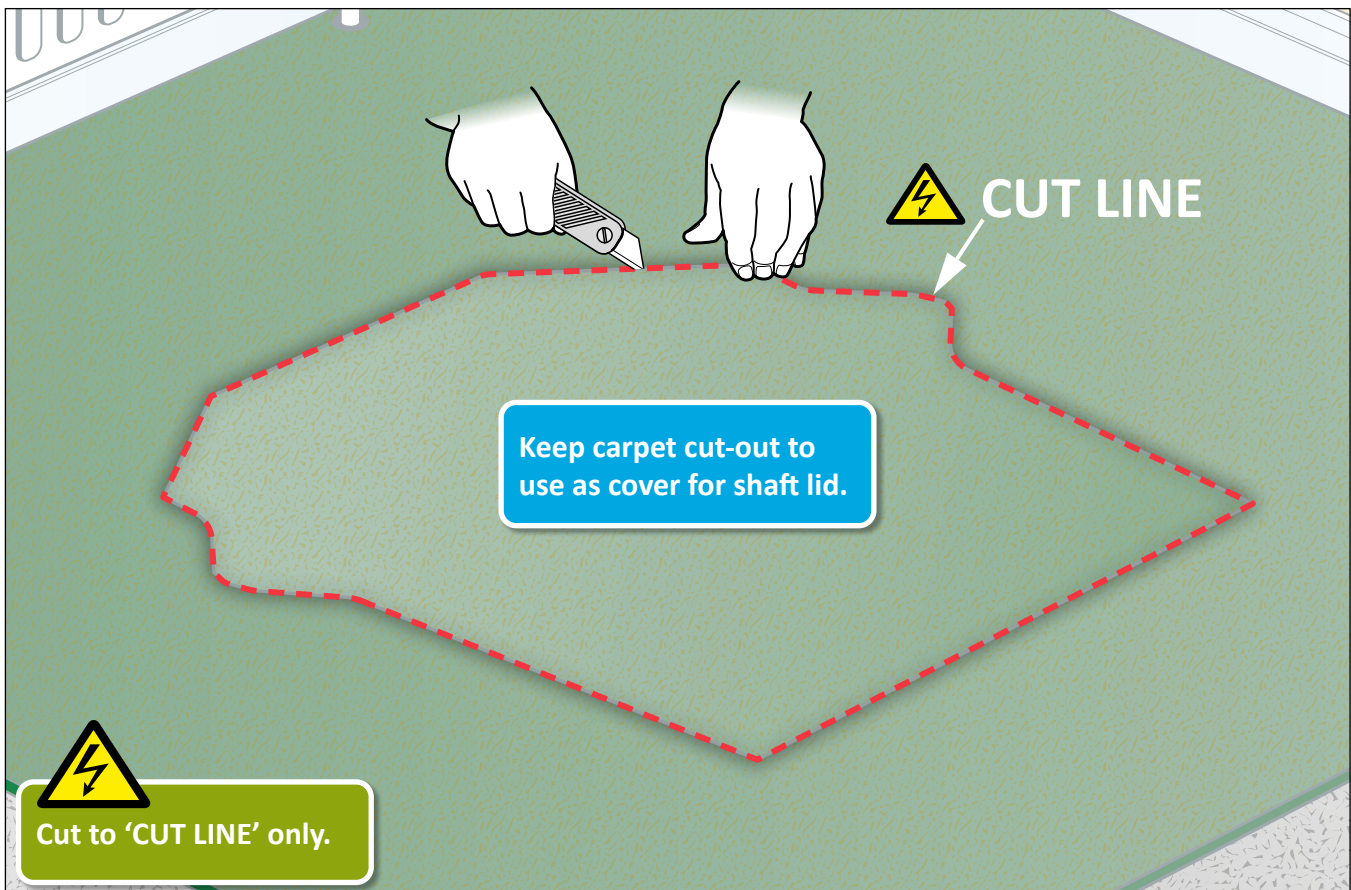 CUT LINE
Keep carpet cut-out to
use as cover for shaft lid.
Cut to ‘CUT LINE’ only.